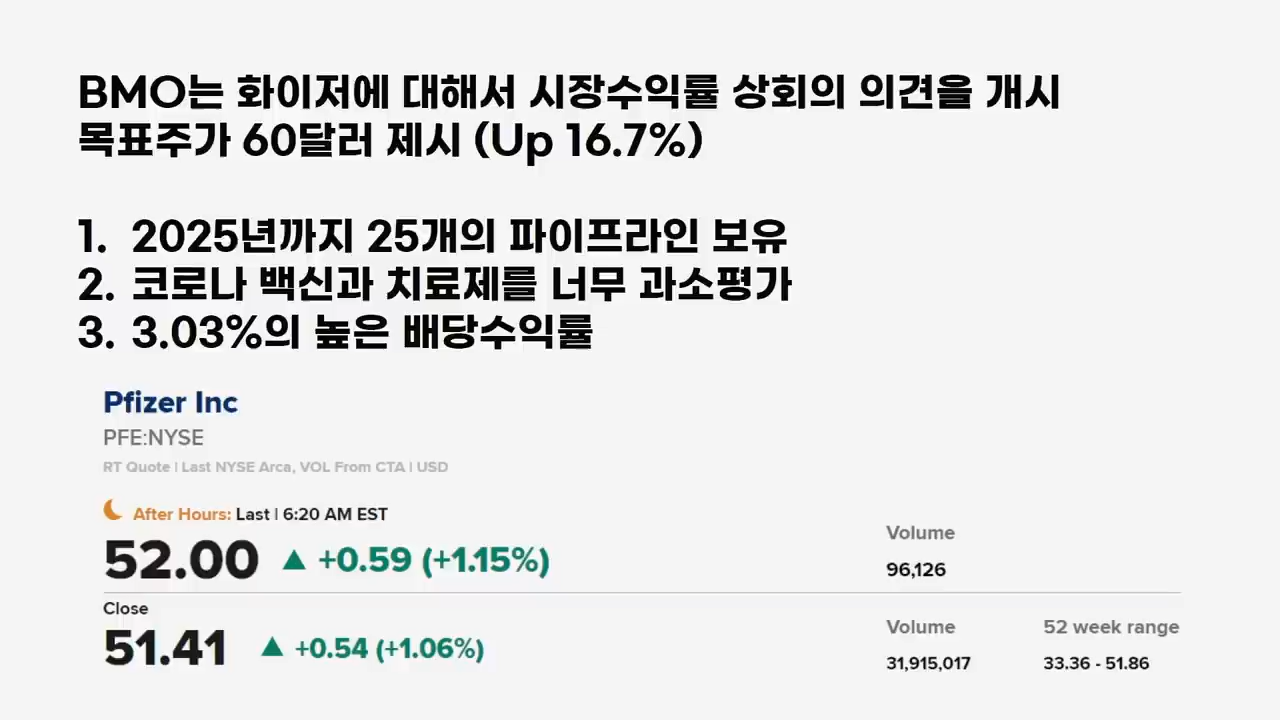 BMO는 화이저에 대해서 시장수익률 상회의 의견을 개시
목표주가 60달러 제시 (Up 16.7%)
1. 2025년까지 25개의 파이프라인 보유
2. 코로나 백신과 치료제를 너무 과소평가
3. 3.03%의 높은 배당수익률
Pfizer Inc
PFE:NYSE
RT Quote | Last NYSE Arca, VOL From CTA | USD
After Hours: Last | 6:20 AM EST
52.00 ▲ +0.59 (+1.15%)
Volume
96,126
Close
51.41 ▲ +0.54 (+1.06%)
Volume
31,915,017
52 week range
33.36 - 51.86